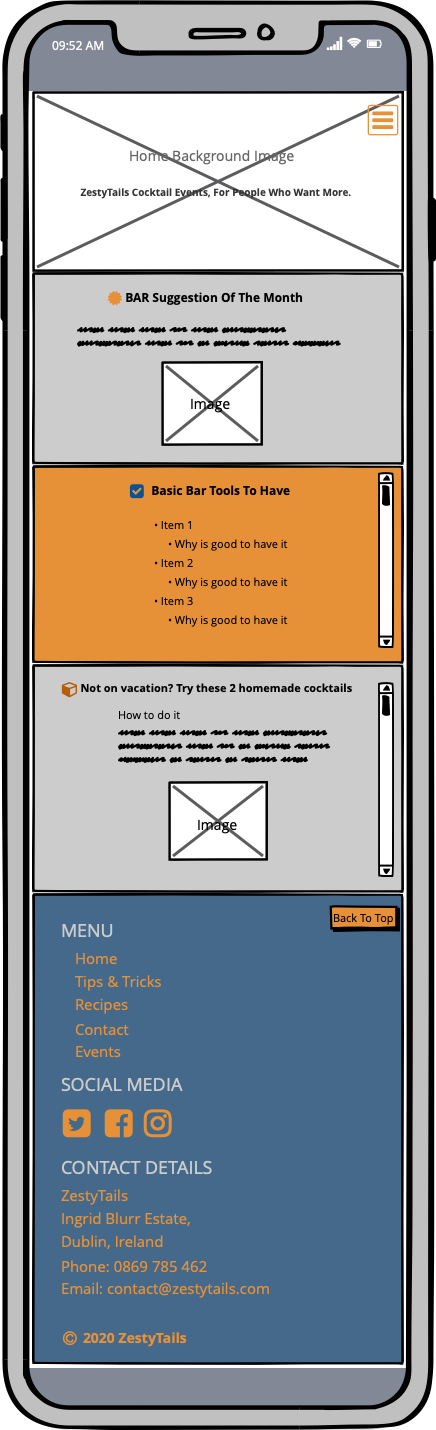 09:52 AM
Home Background Image
ZestyTails Cocktail Events, For People Who Want More.
BAR Suggestion Of The Month
Image
Basic Bar Tools To Have
• Item 1
• Why is good to have it
• Item 2
• Why is good to have it
• Item 3
• Why is good to have it
Not on vacation? Try these 2 homemade cocktails
How to do it
Image
Back To Top
MENU
Home
Tips & Tricks
Recipes
Contact
Events
SOCIAL MEDIA
CONTACT DETAILS
ZestyTails
Ingrid Blurr Estate,
Dublin, Ireland
Phone: 0869 785 462
Email: contact@zestytails.com
© 2020 ZestyTails